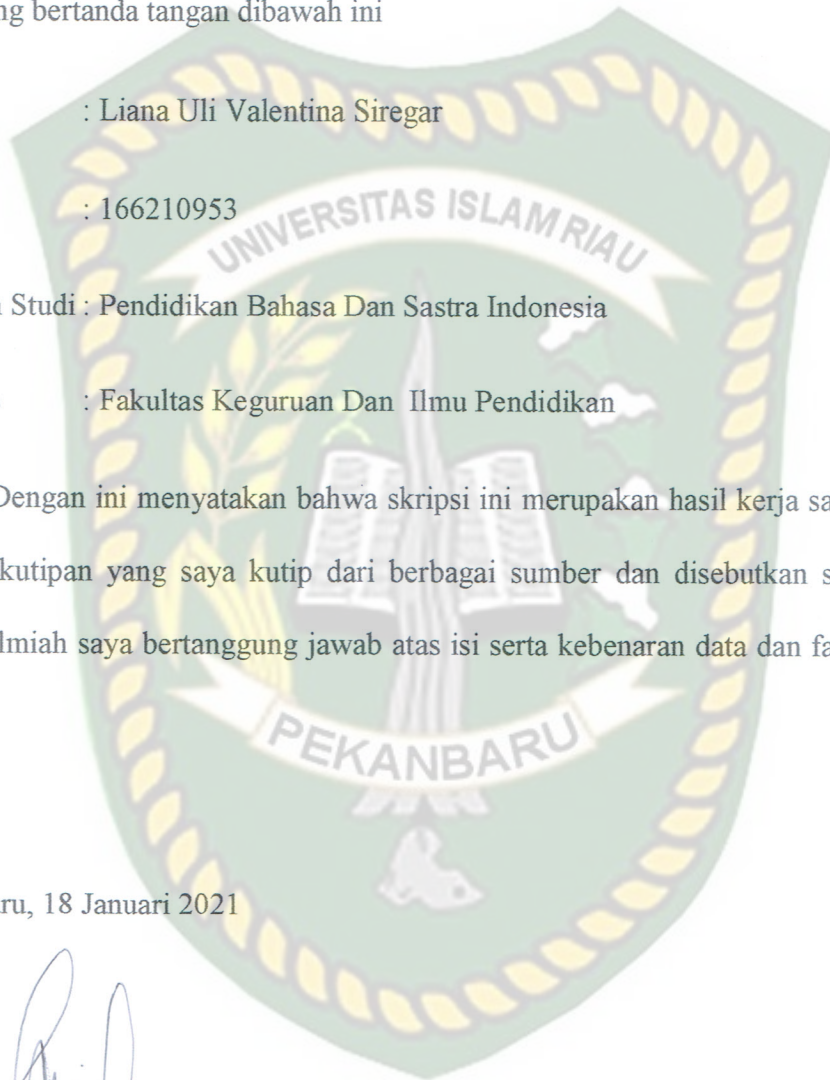 ng bertanda tangan dibawah ini
: Liana Uli Valentina Siregar
: 166210953
UNIVERSITAS ISLAM RIAU
Studi : Pendidikan Bahasa Dan Sastra Indonesia
: Fakultas Keguruan Dan Ilmu Pendidikan
Dengan ini menyatakan bahwa skripsi ini merupakan hasil kerja sa
kutipan yang saya kutip dari berbagai sumber dan disebutkan s
lmiah saya bertanggung jawab atas isi serta kebenaran data dan fa
PEKANBARU
ru, 18 Januari 2021